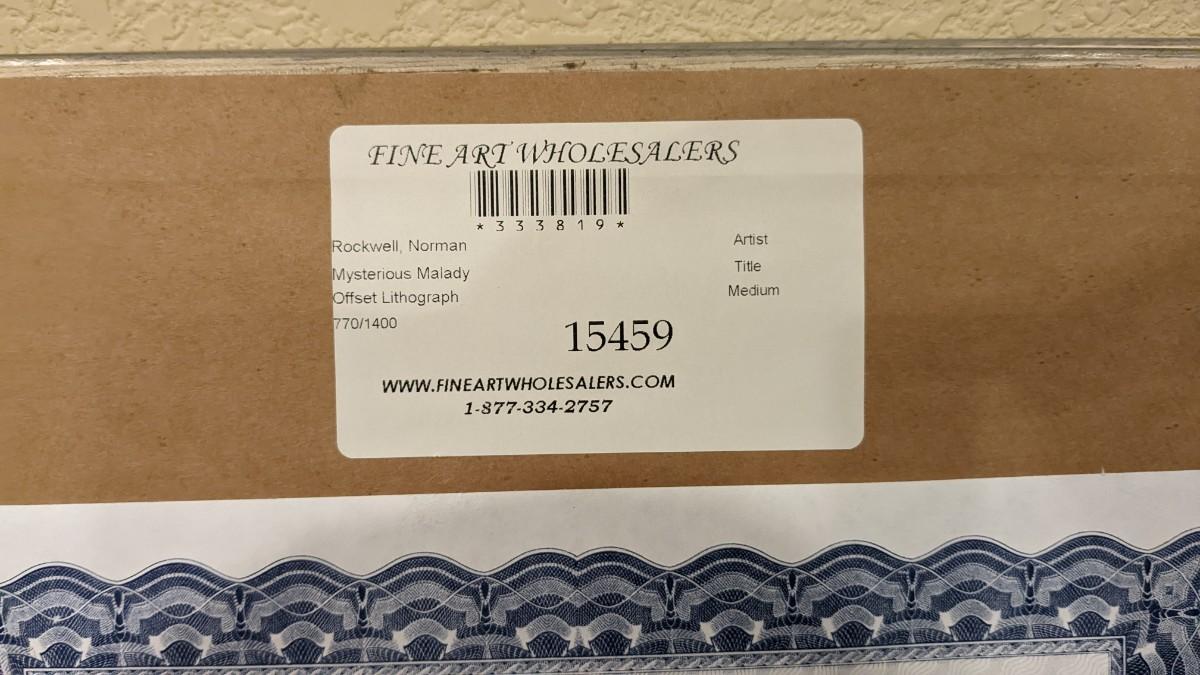 FINE ART WHOLESALERS
*333819*
Rockwell, Norman Artist
Mysterious Malady Title
Offset Lithograph Medium
770/1400
15459
WWW.FINEARTWHOLESALERS.COM
1-877-334-2757